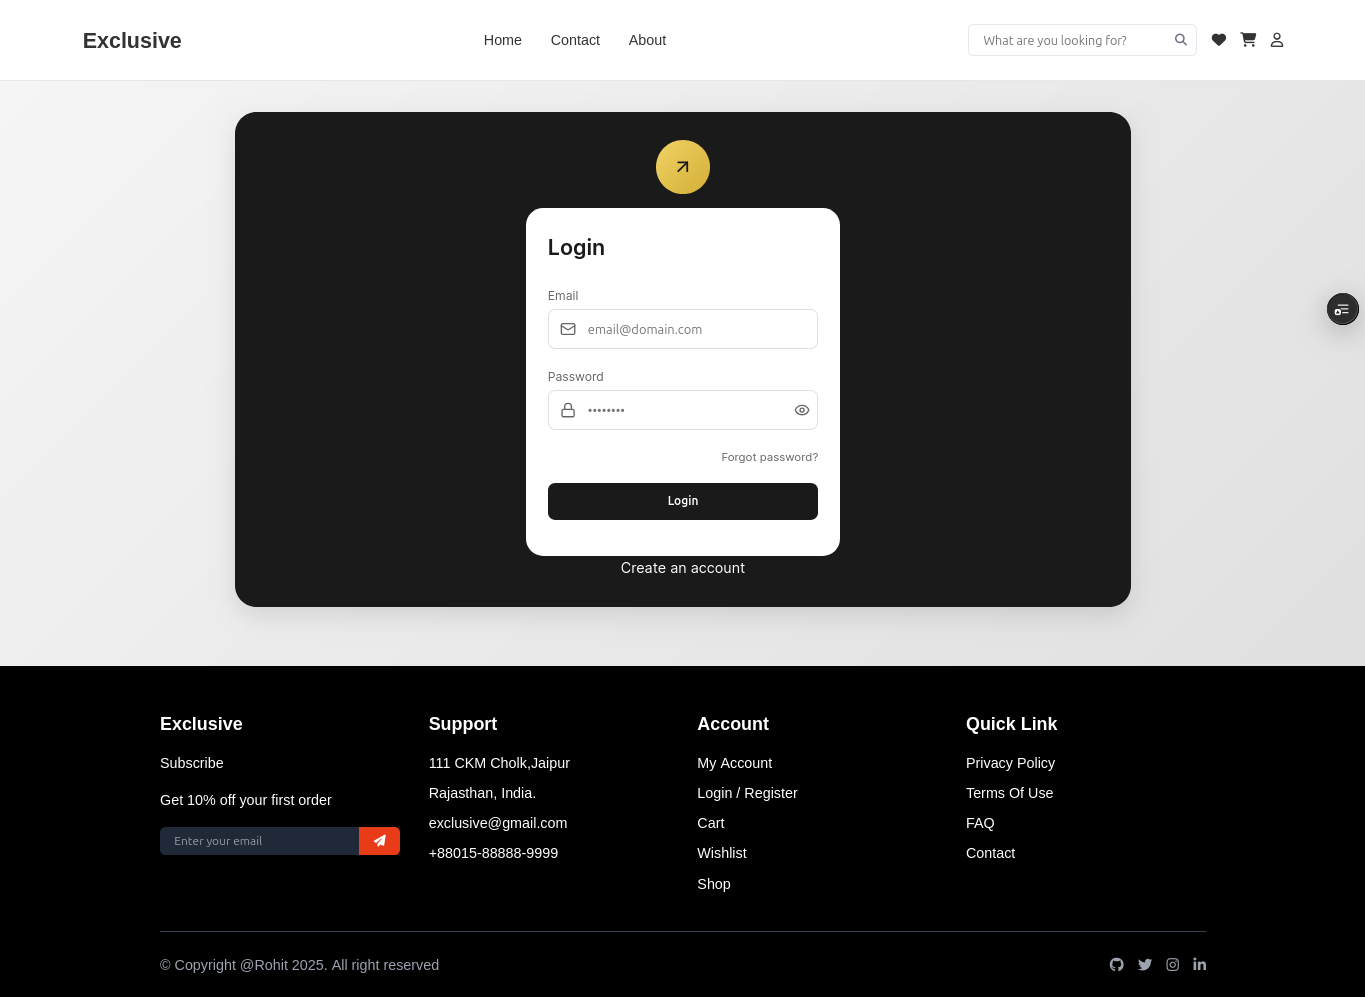 Exclusive
Home Contact About
What are you looking for?
Login
Email
email@domain.com
Password
••••••••
Forgot password?
Login
Create an account
Exclusive
Subscribe
Get 10% off your first order
Enter your email
Support
111 CKM Cholk,Jaipur
Rajasthan, India.
exclusive@gmail.com
+88015-88888-9999
Account
My Account
Login / Register
Cart
Wishlist
Shop
Quick Link
Privacy Policy
Terms Of Use
FAQ
Contact
© Copyright @Rohit 2025. All right reserved